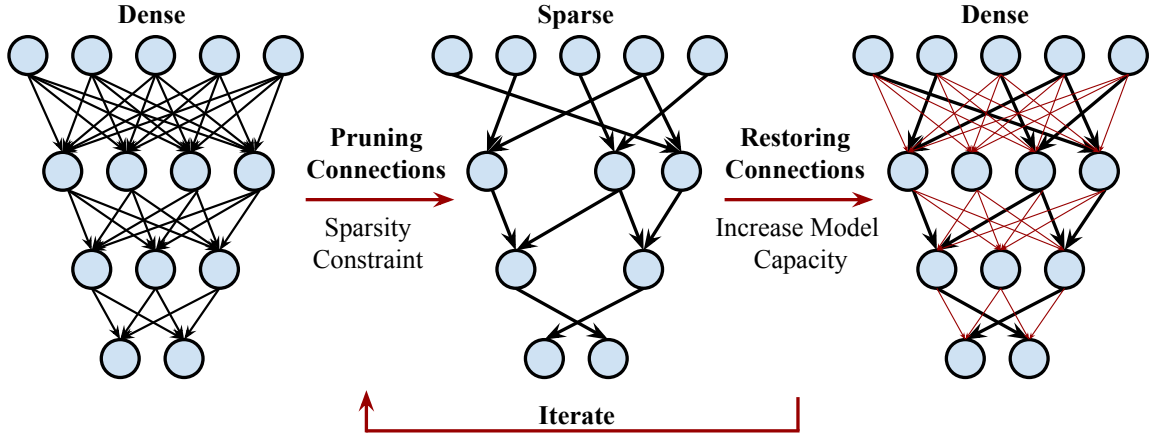 Dense
Sparse
Dense
Pruning
Connections
Sparsity
Constraint
Restoring
Connections
Increase Model
Capacity
Iterate